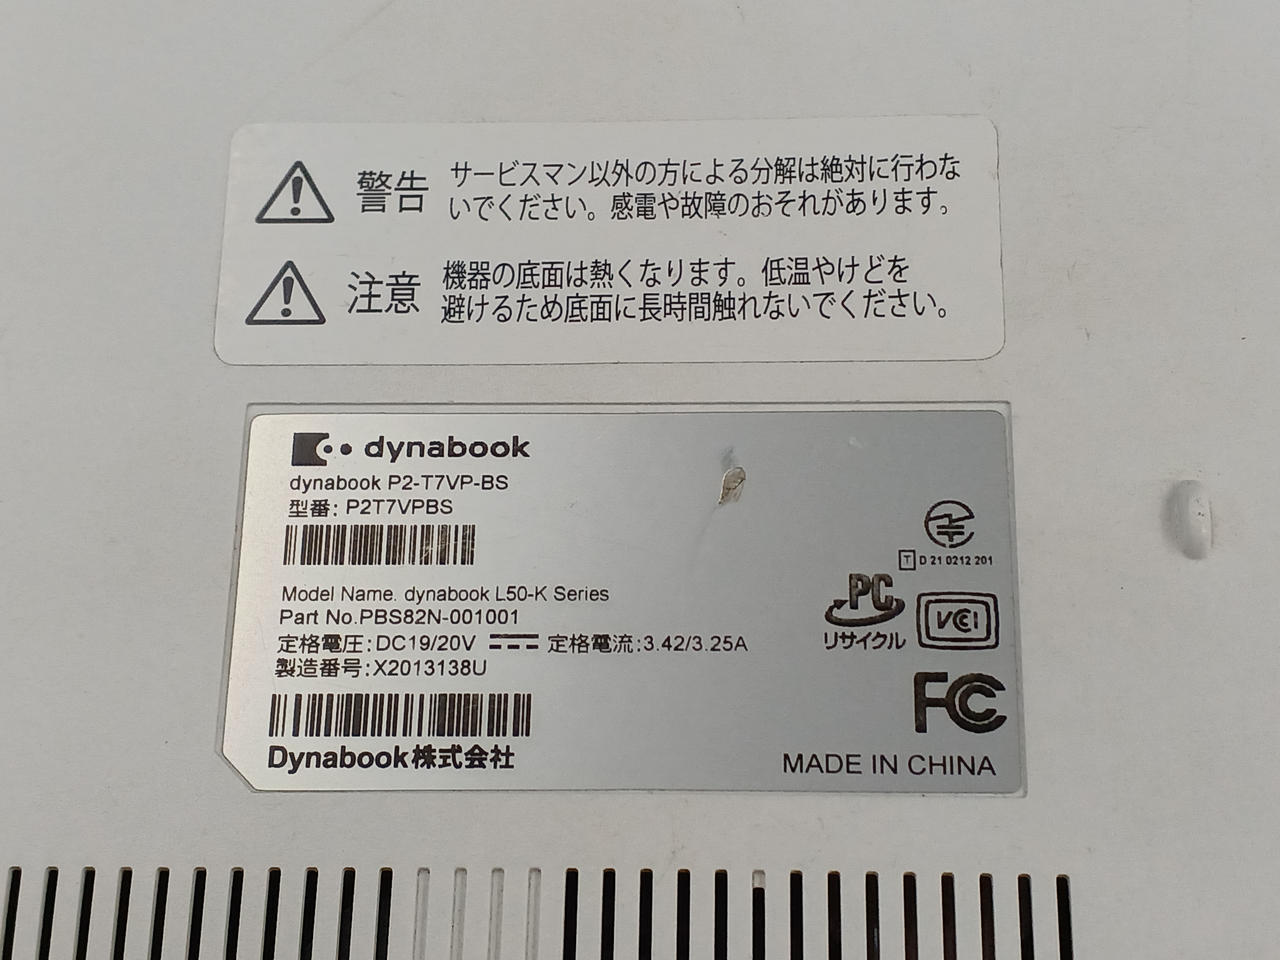 警告 サービスマン以外の方による分解は絶対に行わな
いでください。感電や故障のおそれがあります。
注意 機器の底面は熱くなります。低温やけどを
避けるため底面に長時間触れないでください。
dynabook
dynabook P2-T7VP-BS
型番: P2T7VPBS
Model Name. dynabook L50-K Series
Part No.PBS82N-001001
定格電圧:DC19/20V 定格電流:3.42/3.25A
製造番号:X2013138U
Dynabook株式会社
T D 21 0212 201
PC
リサイクル
VCCI
FC
MADE IN CHINA